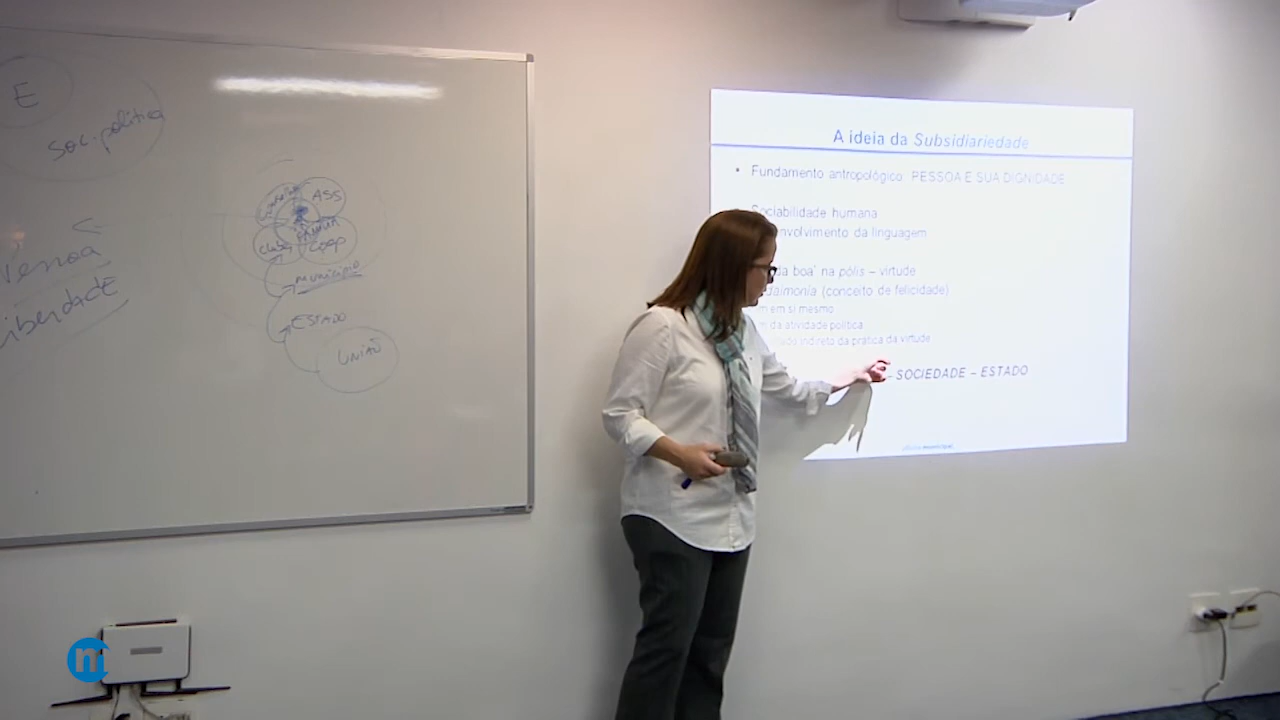 E
soc. política
Pessoa
Liberdade
ASS
FAMÍLIA
clube
coop
município
ESTADO
UNIÃO
A ideia da Subsidiariedade
• Fundamento antropológico: PESSOA E SUA DIGNIDADE
Sociabilidade humana
envolvimento da linguagem
da boa' na pólis – virtude
daimonia (conceito de felicidade)
em si mesmo
da atividade política
indireto da prática da virtude
– SOCIEDADE – ESTADO
m